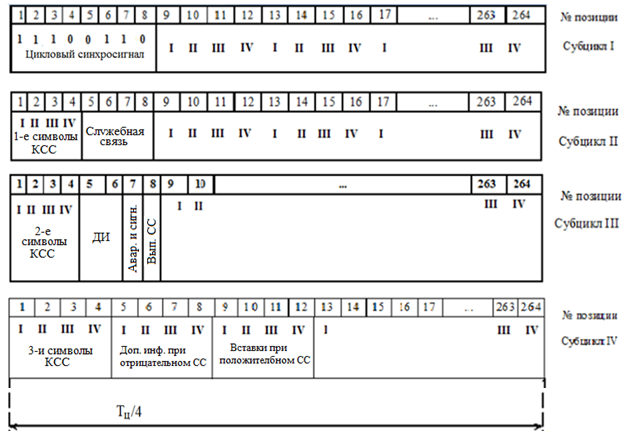 1 2 3 4 5 6 7 8 9 10 11 12 13 14 15 16 17 ... 263 264 № позиции
1 1 1 0 0 1 1 0 I II III IV I II III IV I III IV Субцикл I
Цикловый синхросигнал
1 2 3 4 5 6 7 8 9 10 11 12 13 14 15 16 17 ... 263 264 № позиции
I II III IV Служебная I II III IV I II III IV I III IV Субцикл II
1-е символы связь
КСС
1 2 3 4 5 6 7 8 9 10 ... 263 264 № позиции
I II III IV ДИ Авар. и сигн. Вып. СС I II III IV Субцикл III
2-е
символы
КСС
1 2 3 4 5 6 7 8 9 10 11 12 13 14 15 16 17 ... 263 264 № позиции
I II III IV I II III IV I II III IV I III IV Субцикл IV
3-и символы Доп. инф. при Вставки при
КСС отрицательном СС положителбном СС
Tц/4